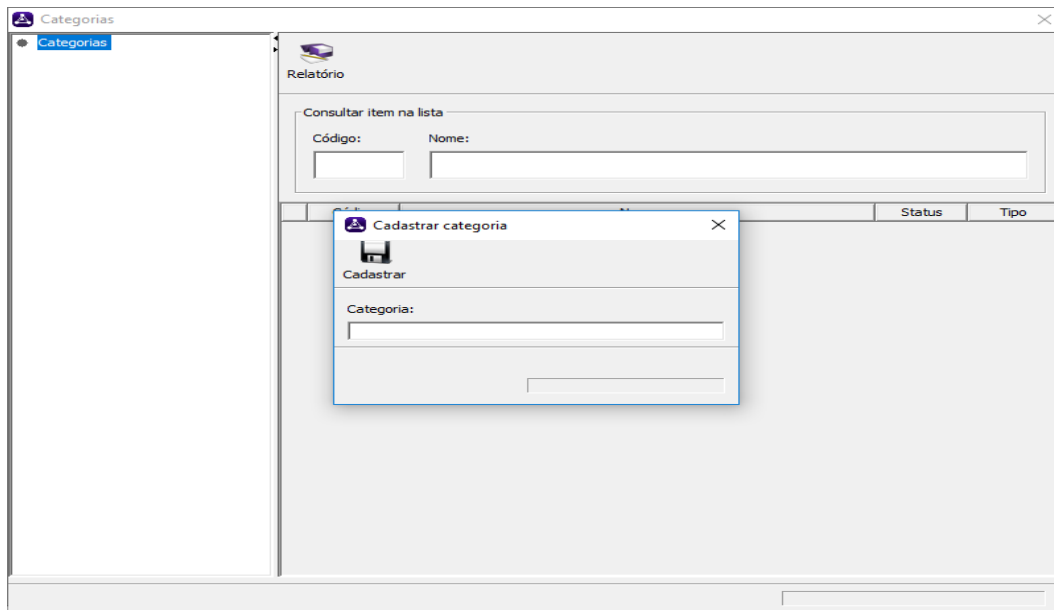 Categorias
Categorias
Relatório
Consultar item na lista
Código: Nome:
Status Tipo
Cadastrar categoria
Cadastrar
Categoria: